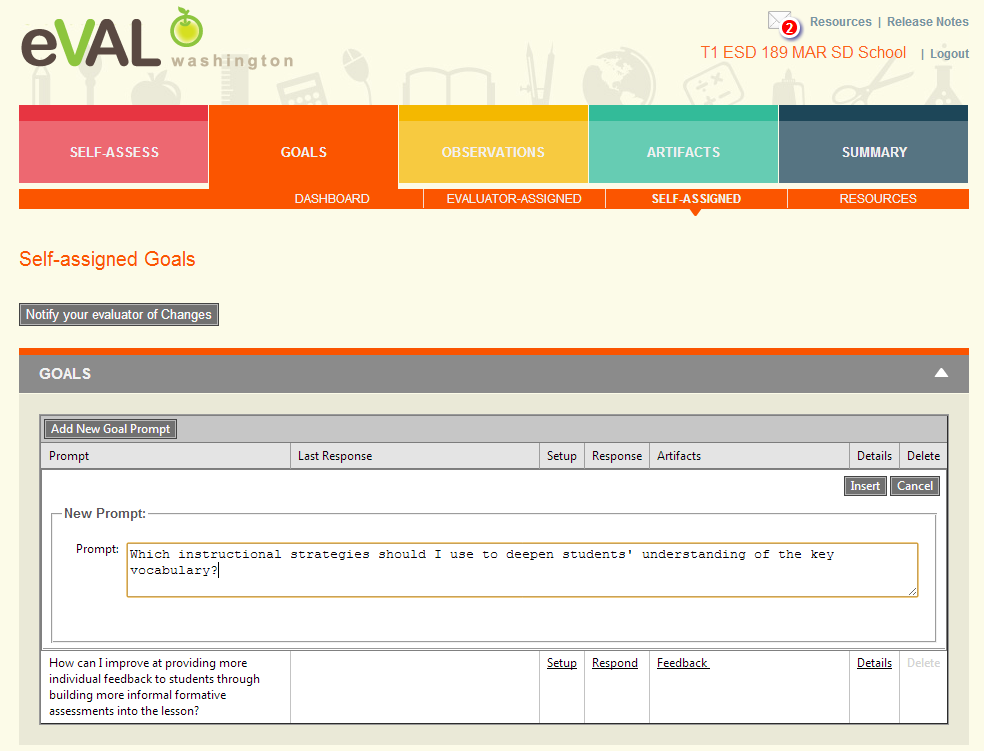 eVAL washington
2 Resources | Release Notes
T1 ESD 189 MAR SD School | Logout
SELF-ASSESS GOALS OBSERVATIONS ARTIFACTS SUMMARY
DASHBOARD EVALUATOR-ASSIGNED SELF-ASSIGNED RESOURCES
Self-assigned Goals
Notify your evaluator of Changes
GOALS
Add New Goal Prompt
Prompt Last Response Setup Response Artifacts Details Delete
Insert Cancel
New Prompt:
Prompt: Which instructional strategies should I use to deepen students' understanding of the key
vocabulary?
How can I improve at providing more Setup Respond Feedback Details Delete
individual feedback to students through
building more informal formative
assessments into the lesson?